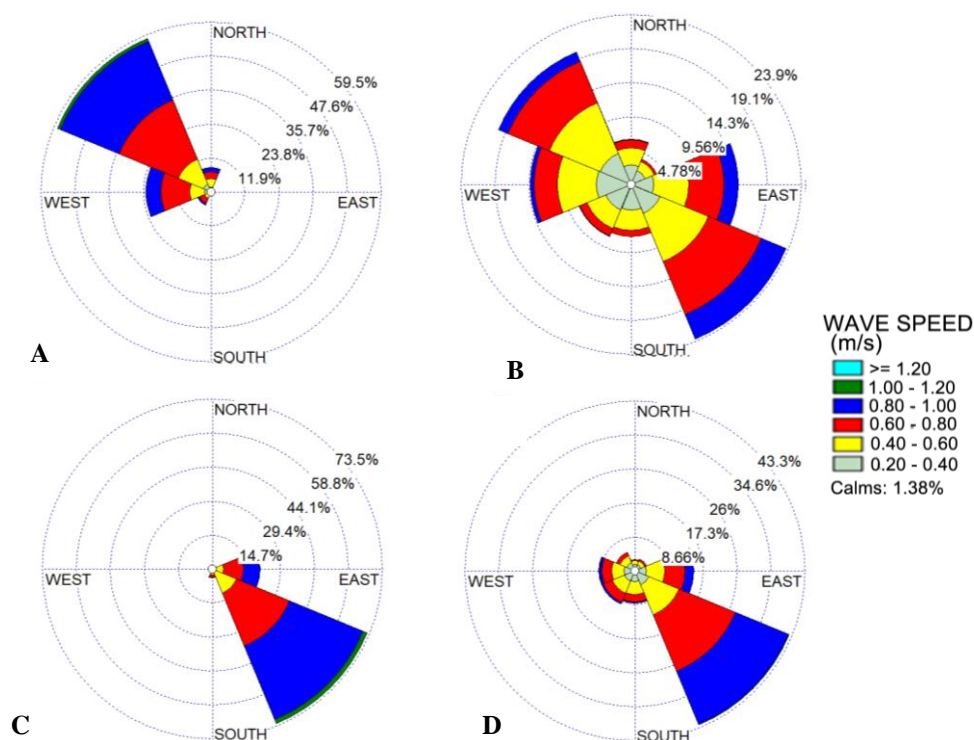 NORTH
59.5%
47.6%
35.7%
23.8%
11.9%
WEST
EAST
SOUTH
A
NORTH
23.9%
19.1%
14.3%
9.56%
4.78%
WEST
EAST
SOUTH
B
NORTH
73.5%
58.8%
44.1%
29.4%
14.7%
WEST
EAST
SOUTH
C
NORTH
43.3%
34.6%
26%
17.3%
8.66%
WEST
EAST
SOUTH
D
WAVE SPEED
(m/s)
>= 1.20
1.00 - 1.20
0.80 - 1.00
0.60 - 0.80
0.40 - 0.60
0.20 - 0.40
Calms: 1.38%